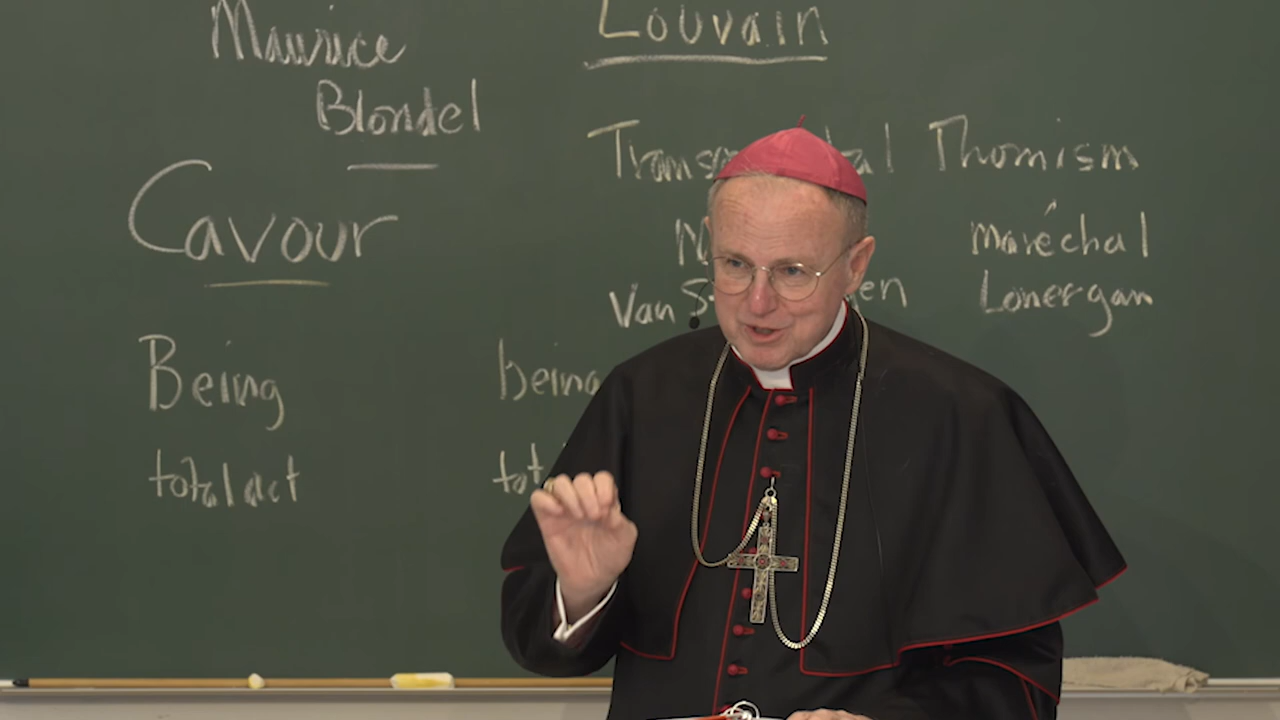 Maurice
Blondel
Cavour
Being
total act
Louvain
Thomism
Maréchal
Van
Lonergan
being